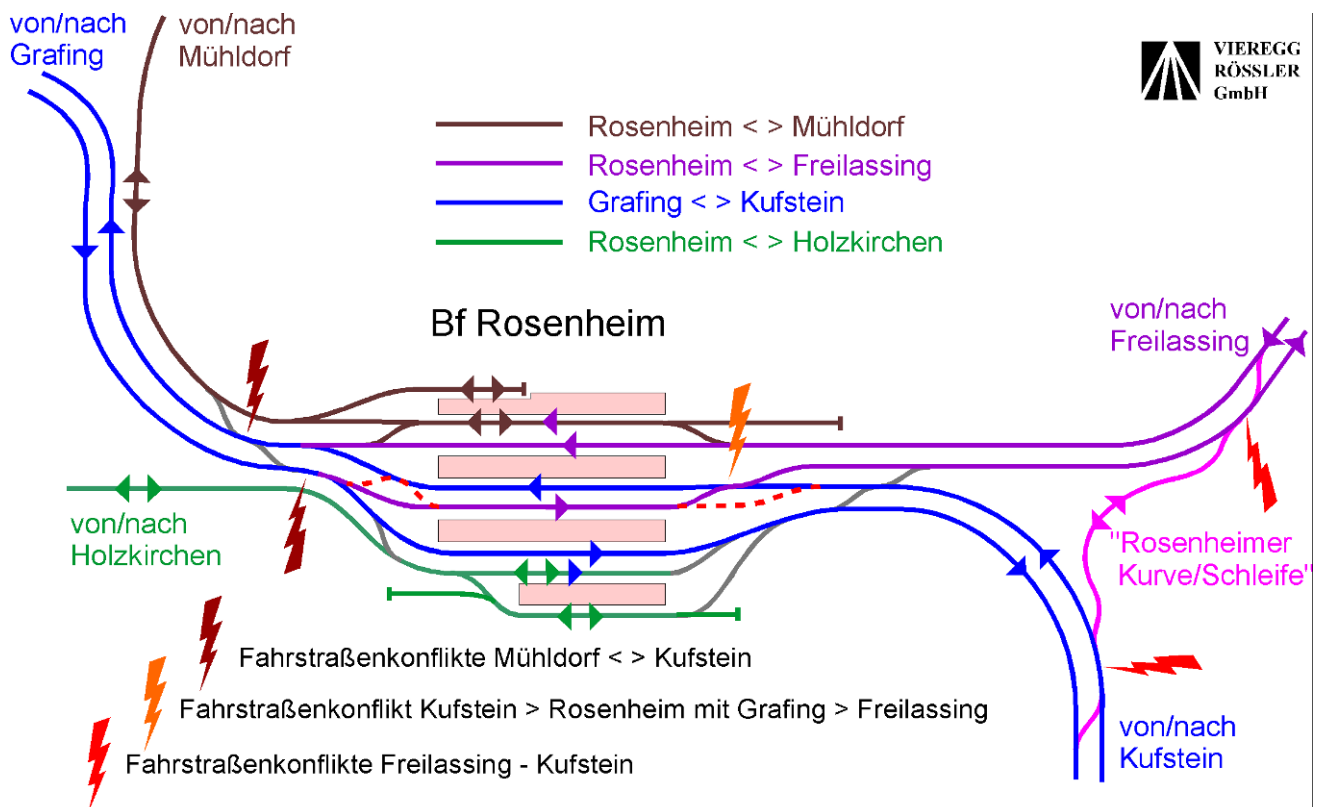 von/nach
Grafing
von/nach
Mühldorf
VIEREGG
RÖSSLER
GmbH
Rosenheim < > Mühldorf
Rosenheim < > Freilassing
Grafing < > Kufstein
Rosenheim < > Holzkirchen
Bf Rosenheim
von/nach
Freilassing
von/nach
Holzkirchen
"Rosenheimer
Kurve/Schleife"
Fahrstraßenkonflikte Mühldorf < > Kufstein
Fahrstraßenkonflikt Kufstein > Rosenheim mit Grafing > Freilassing
von/nach
Kufstein
Fahrstraßenkonflikte Freilassing - Kufstein